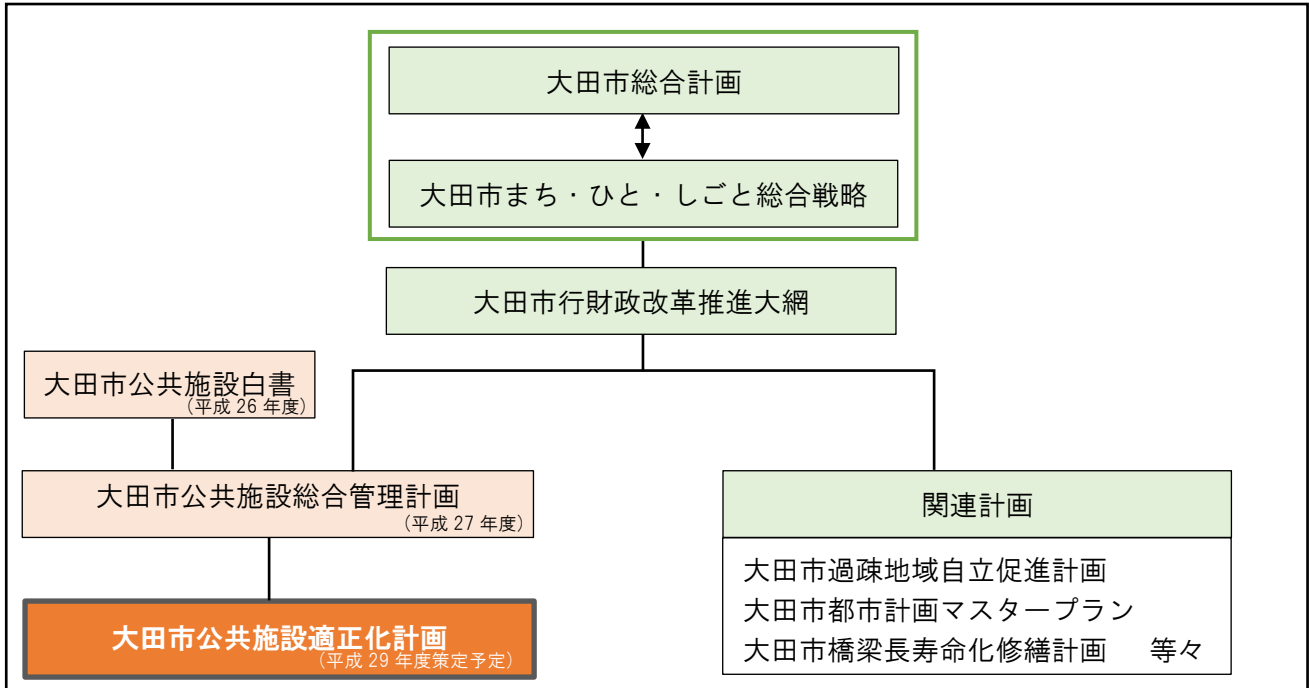 大田市総合計画
大田市まち・ひと・しごと総合戦略
大田市行財政改革推進大網
大田市公共施設白書
(平成 26 年度)
大田市公共施設総合管理計画
(平成 27 年度)
大田市公共施設適正化計画
(平成 29 年度策定予定)
関連計画
大田市過疎地域自立促進計画
大田市都市計画マスタープラン
大田市橋梁長寿命化修繕計画　等々